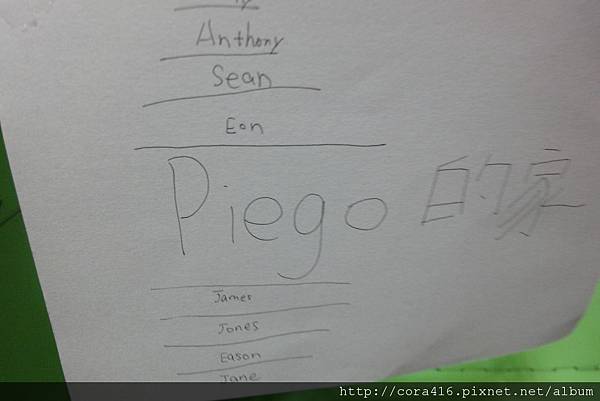 Anthony
Sean
Eon
Piego 的家
James
Jones
Eason
Jane
http://cora416.pixnet.net/album